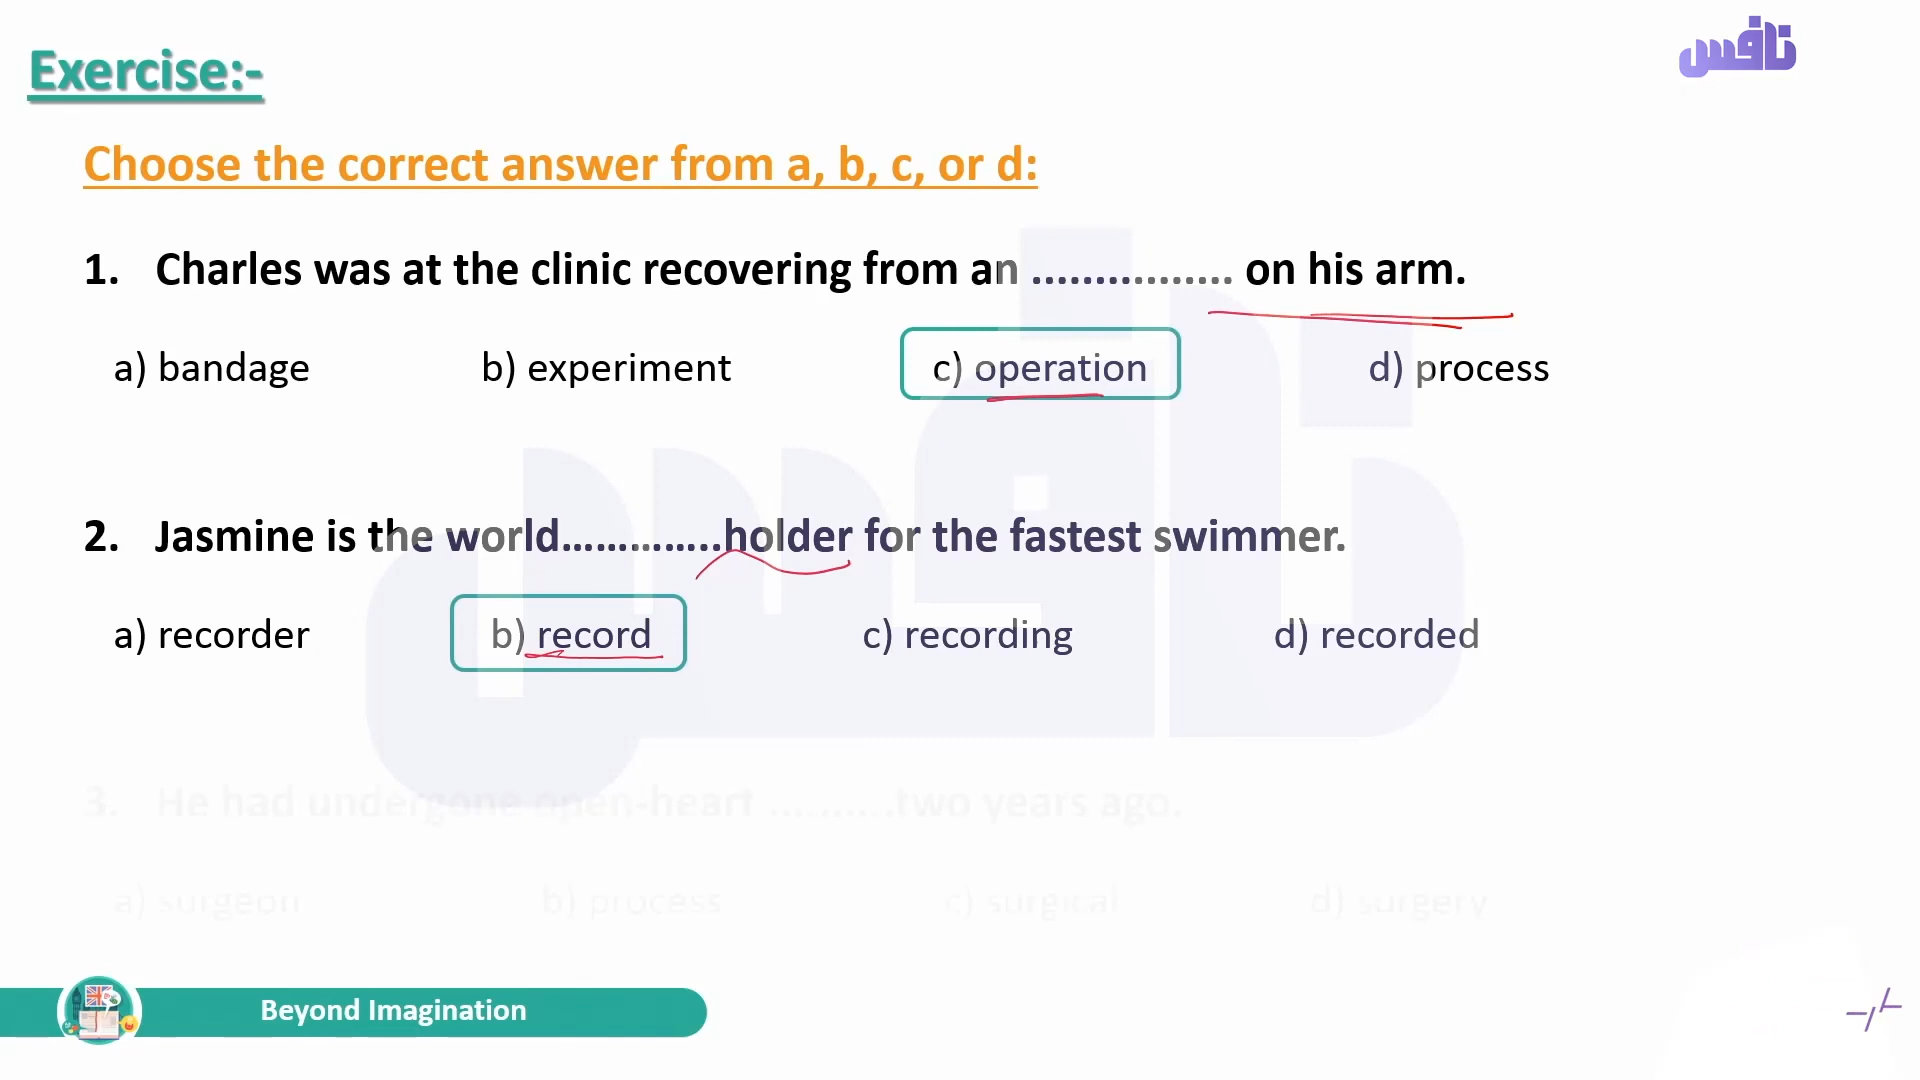 Exercise:-
نافس
Choose the correct answer from a, b, c, or d:
1. Charles was at the clinic recovering from an ................ on his arm.
a) bandage b) experiment c) operation d) process
2. Jasmine is the world…………..holder for the fastest swimmer.
a) recorder b) record c) recording d) recorded
3. He had undergone open-heart ..........two years ago.
a) surgeon b) process c) surgical d) surgery
Beyond Imagination